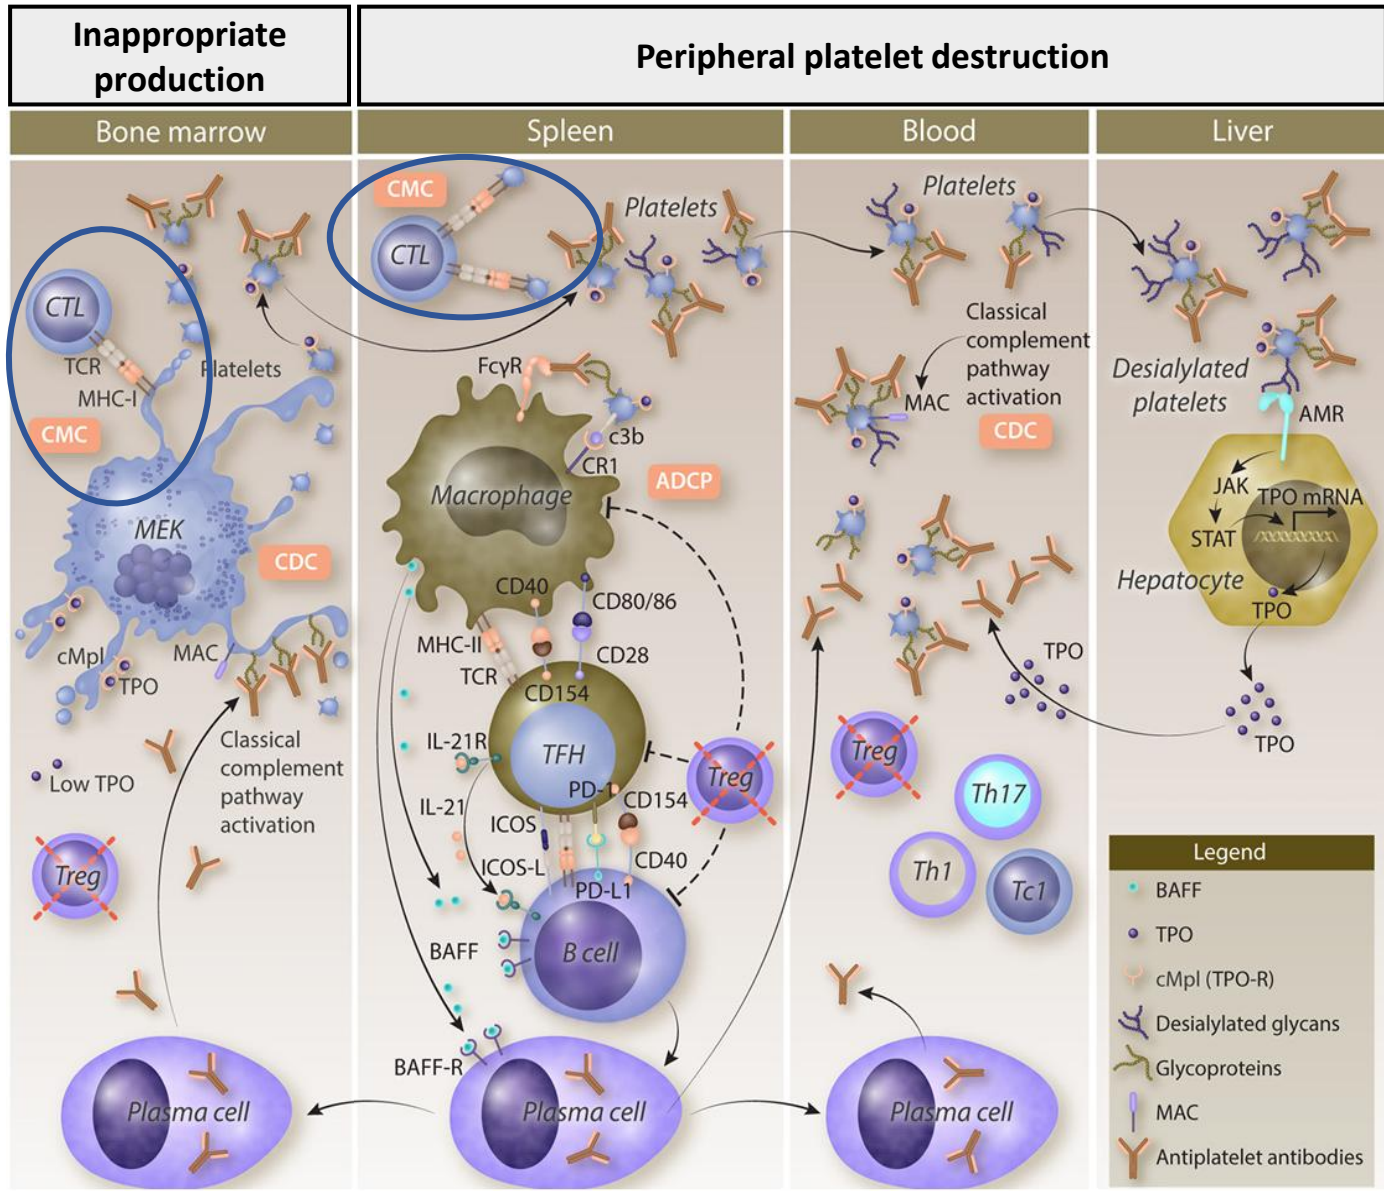 Inappropriate
production
Peripheral platelet destruction
Bone marrow
Spleen
Blood
Liver
CTL
TCR
MHC-I
Platelets
CMC
MEK
CDC
cMpl
TPO
MAC
Low TPO
Classical
complement
pathway
activation
Treg
Plasma cell
CMC
CTL
Platelets
FcγR
c3b
CR1
Macrophage
ADCP
CD40
CD80/86
MHC-II
TCR
CD28
CD154
IL-21R
TFH
Treg
PD-1
CD154
IL-21
ICOS
ICOS-L
CD40
PD-L1
BAFF
B cell
BAFF-R
Plasma cell
Platelets
Classical
complement
pathway
activation
MAC
CDC
TPO
Treg
Th17
Th1
Tc1
Plasma cell
Desialylated
platelets
AMR
JAK
TPO mRNA
STAT
Hepatocyte
TPO
TPO
Legend
BAFF
TPO
cMpl (TPO-R)
Desialylated glycans
Glycoproteins
MAC
Antiplatelet antibodies